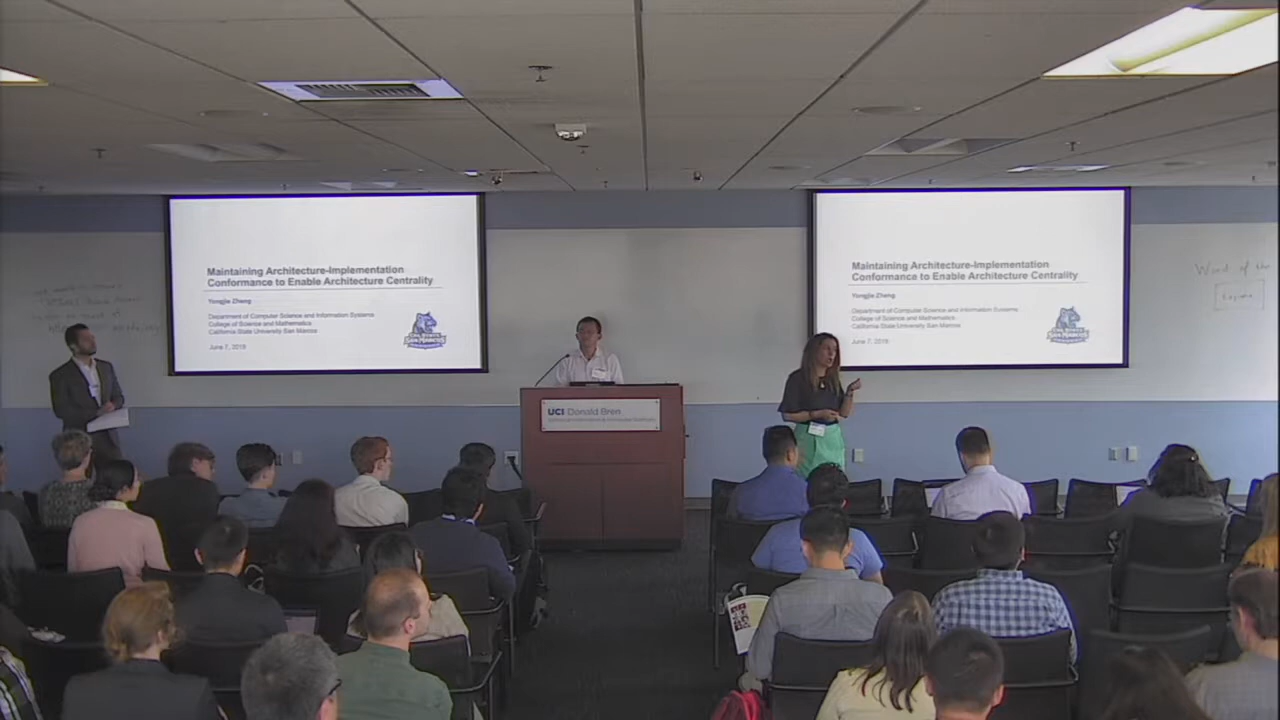 Maintaining Architecture-Implementation
Conformance to Enable Architecture Centrality
Yongjie Zheng
Department of Computer Science and Information Systems
College of Science and Mathematics
California State University San Marcos
June 7, 2019
UCI Donald Bren
Maintaining Architecture-Implementation
Conformance to Enable Architecture Centrality
Yongjie Zheng
Department of Computer Science and Information Systems
College of Science and Mathematics
California State University San Marcos
June 7, 2019
Word of the